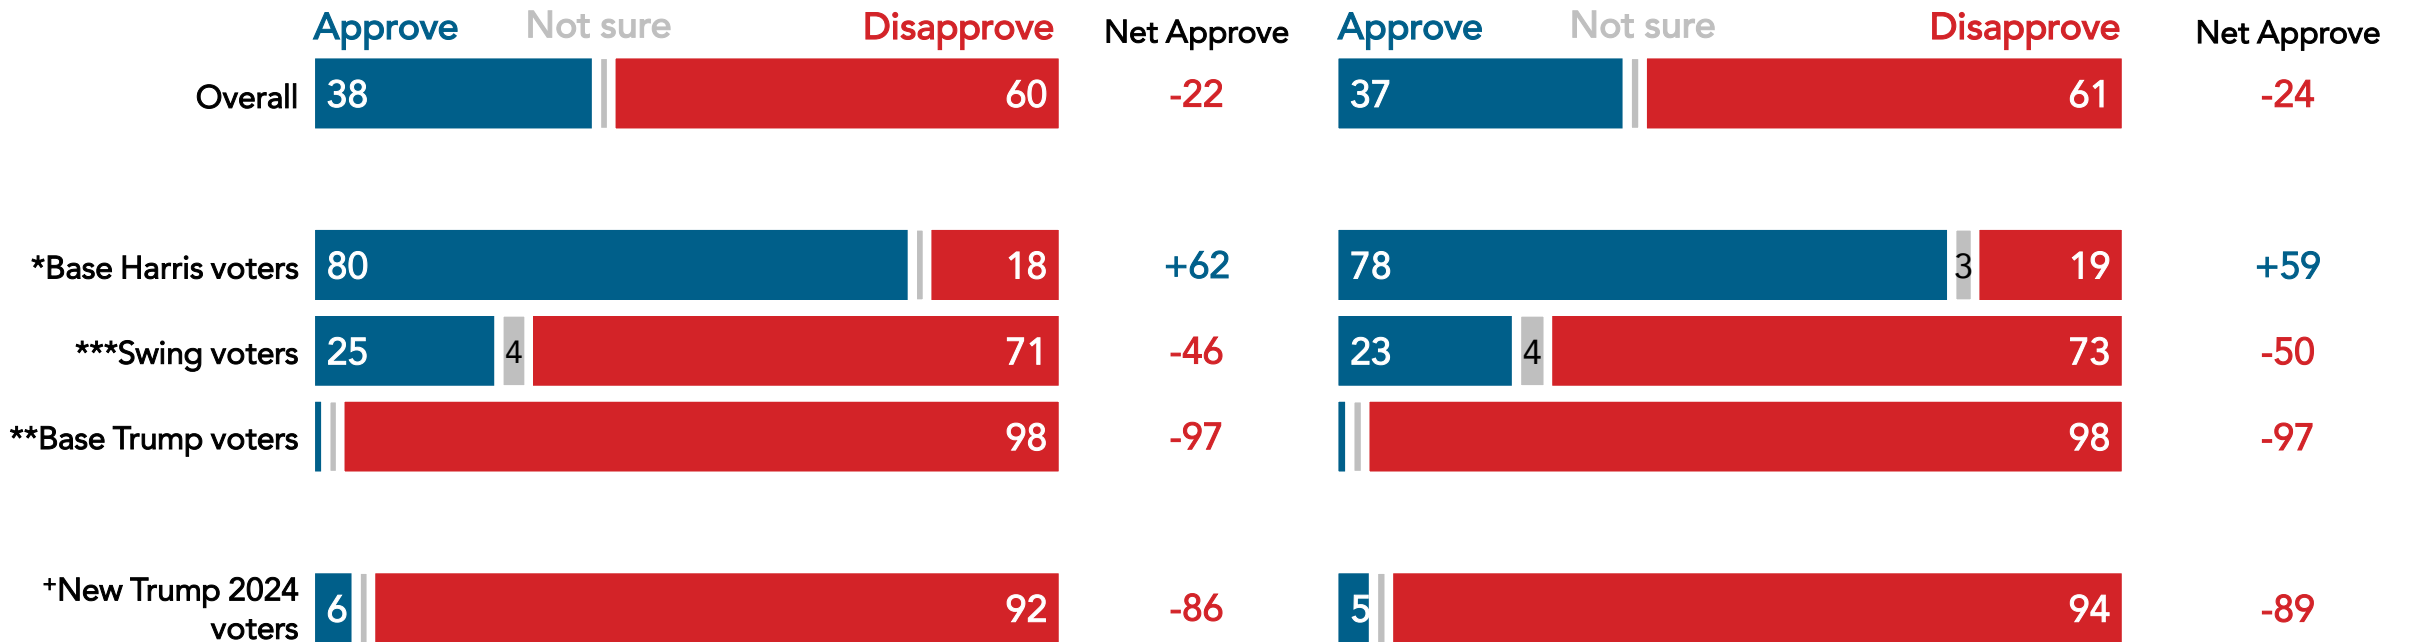 Approve Not sure Disapprove Net Approve Approve Not sure Disapprove Net Approve
Overall 38 60 -22 37 61 -24
*Base Harris voters 80 18 +62 78 3 19 +59
***Swing voters 25 4 71 -46 23 4 73 -50
**Base Trump voters 98 -97 98 -97
+New Trump 2024
voters 6 92 -86 5 94 -89